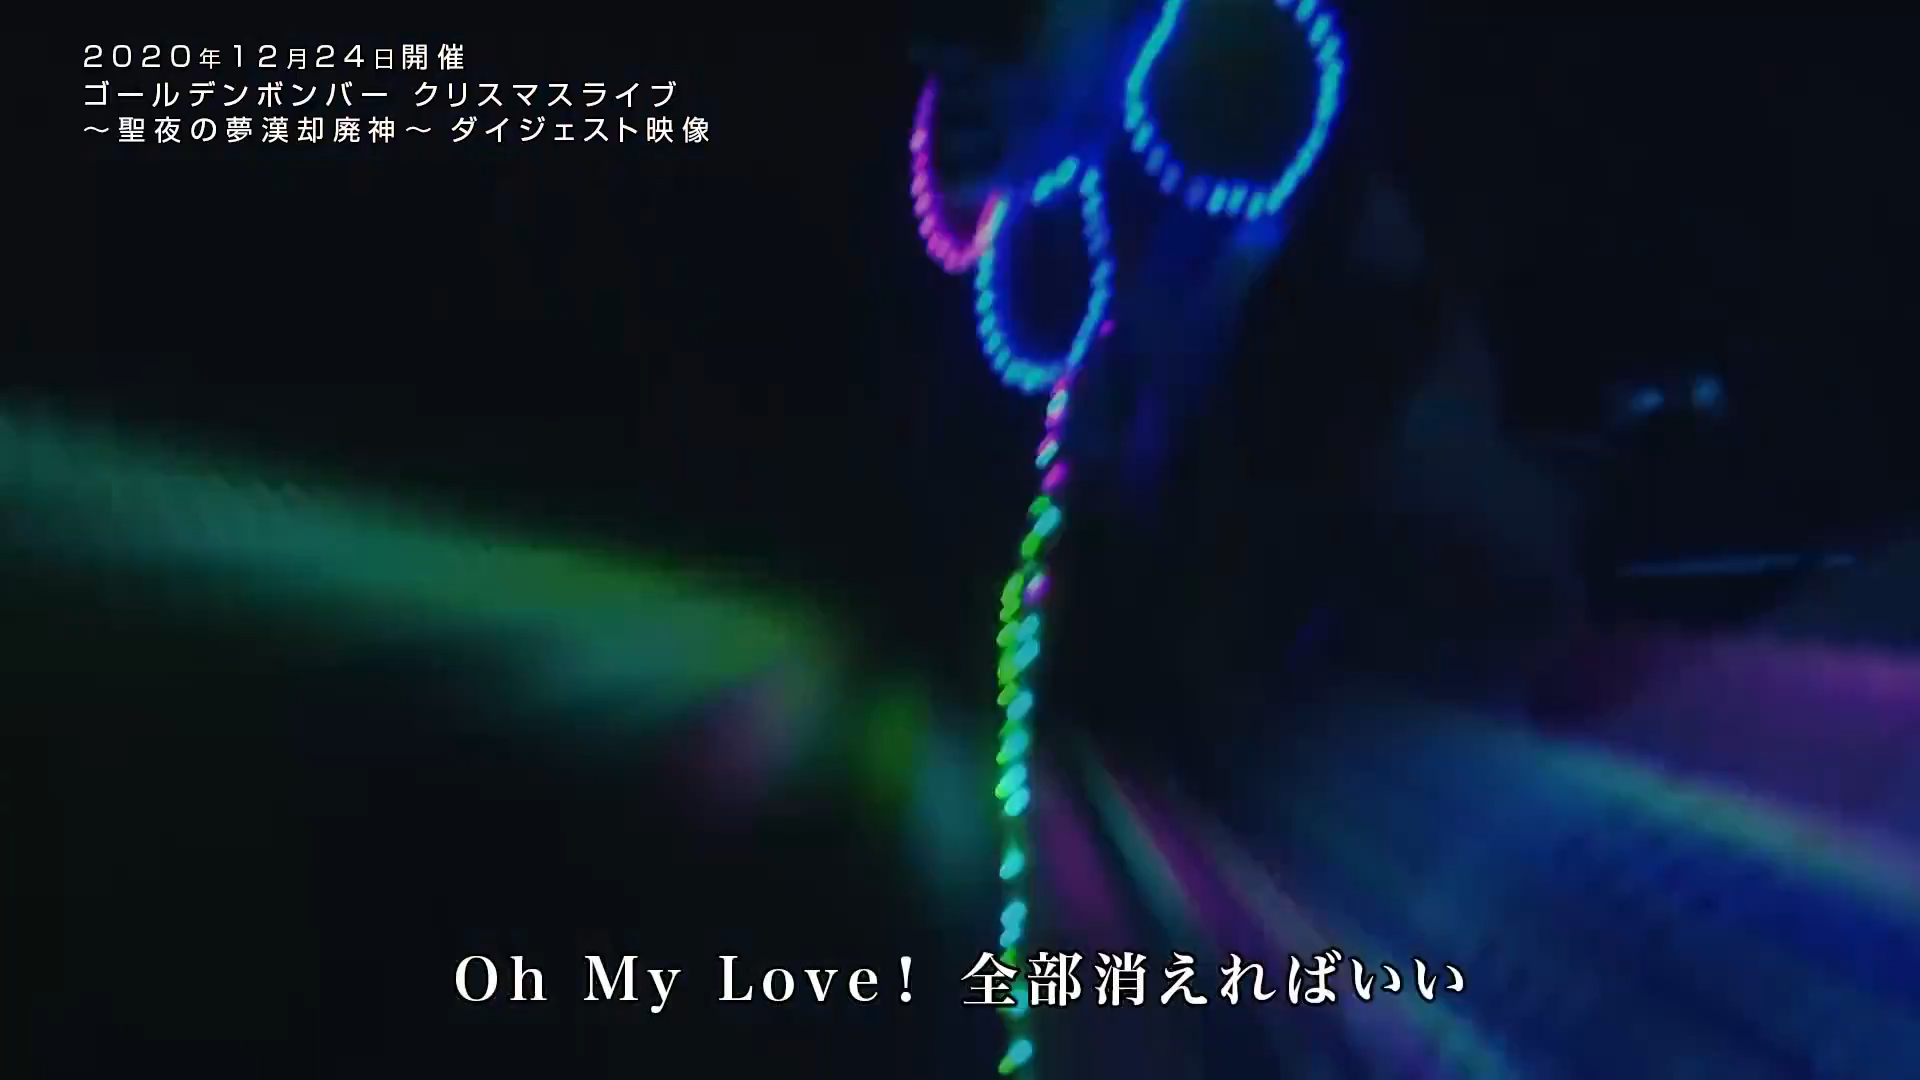 2020年12月24日開催
ゴールデンボンバー クリスマスライブ
～聖夜の夢漢却廃神～ ダイジェスト映像
Oh My Love! 全部消えればいい